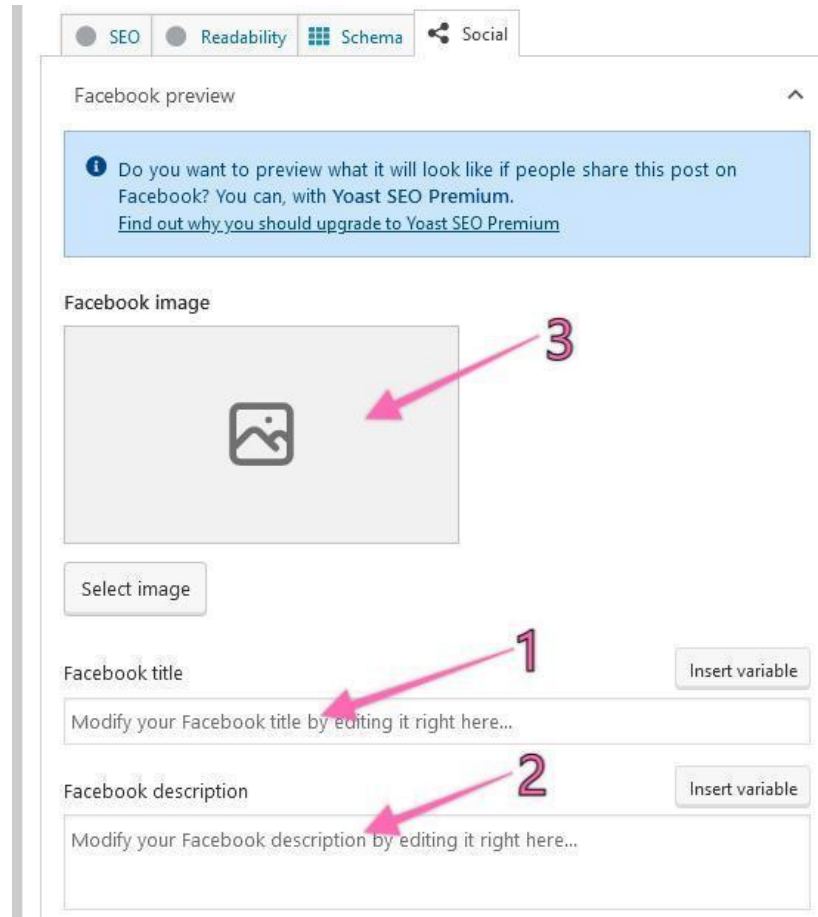 SEO Readability Schema Social
Facebook preview
Do you want to preview what it will look like if people share this post on
Facebook? You can, with Yoast SEO Premium.
Find out why you should upgrade to Yoast SEO Premium
Facebook image
3
Select image
1
Facebook title Insert variable
Modify your Facebook title by editing it right here...
2
Facebook description Insert variable
Modify your Facebook description by editing it right here...